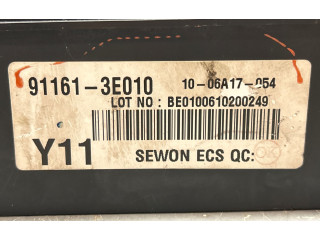 91161-3E010 10-06A17-054
LOT NO : BE0100610200249
Y11 SEWON ECS QC: